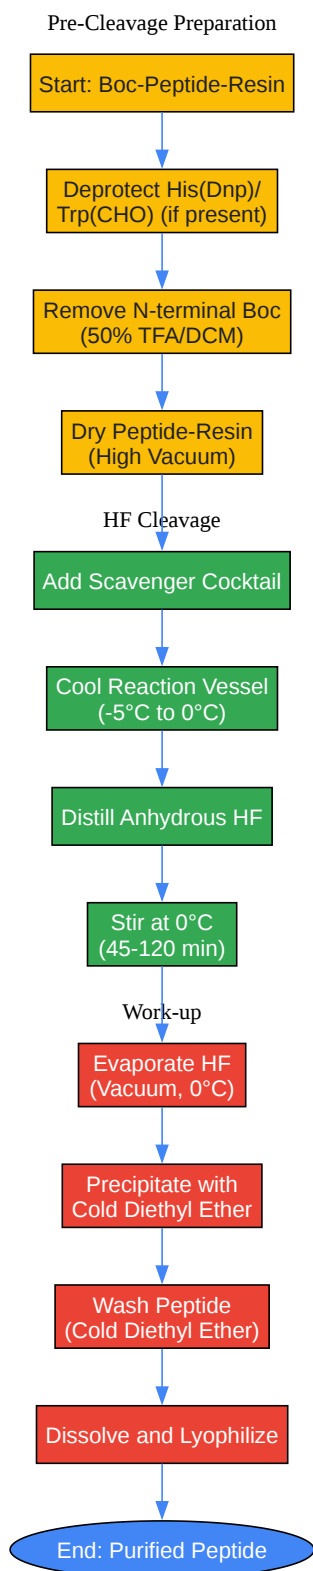 Pre-Cleavage Preparation
Start: Boc-Peptide-Resin
Deprotect His(Dnp)/
Trp(CHO) (if present)
Remove N-terminal Boc
(50% TFA/DCM)
Dry Peptide-Resin
(High Vacuum)
HF Cleavage
Add Scavenger Cocktail
Cool Reaction Vessel
(-5°C to 0°C)
Distill Anhydrous HF
Stir at 0°C
(45-120 min)
Work-up
Evaporate HF
(Vacuum, 0°C)
Precipitate with
Cold Diethyl Ether
Wash Peptide
(Cold Diethyl Ether)
Dissolve and Lyophilize
End: Purified Peptide